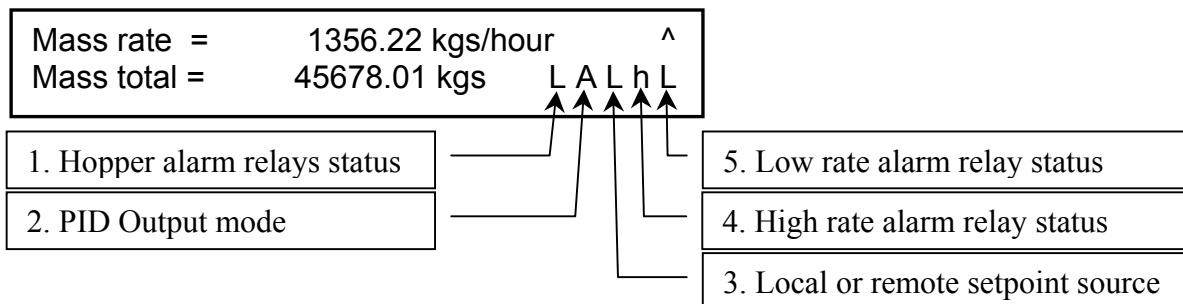 Mass rate = 1356.22 kgs/hour ^
Mass total = 45678.01 kgs L A L h L
1. Hopper alarm relays status
2. PID Output mode
5. Low rate alarm relay status
4. High rate alarm relay status
3. Local or remote setpoint source